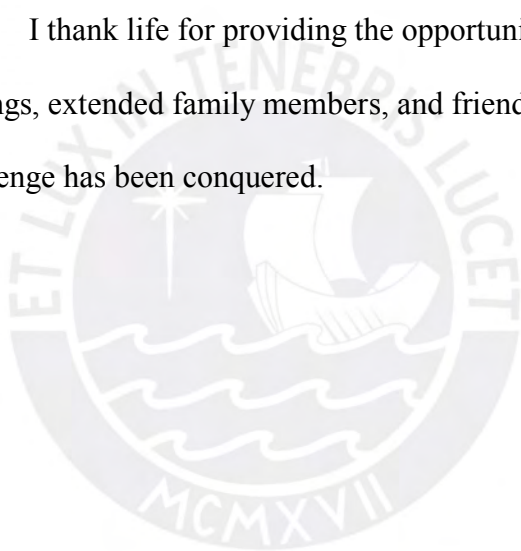 I thank life for providing the opportuni
ngs, extended family members, and friend
enge has been conquered.
ET LUX IN TENEBRIS LUCET
MCMXVII